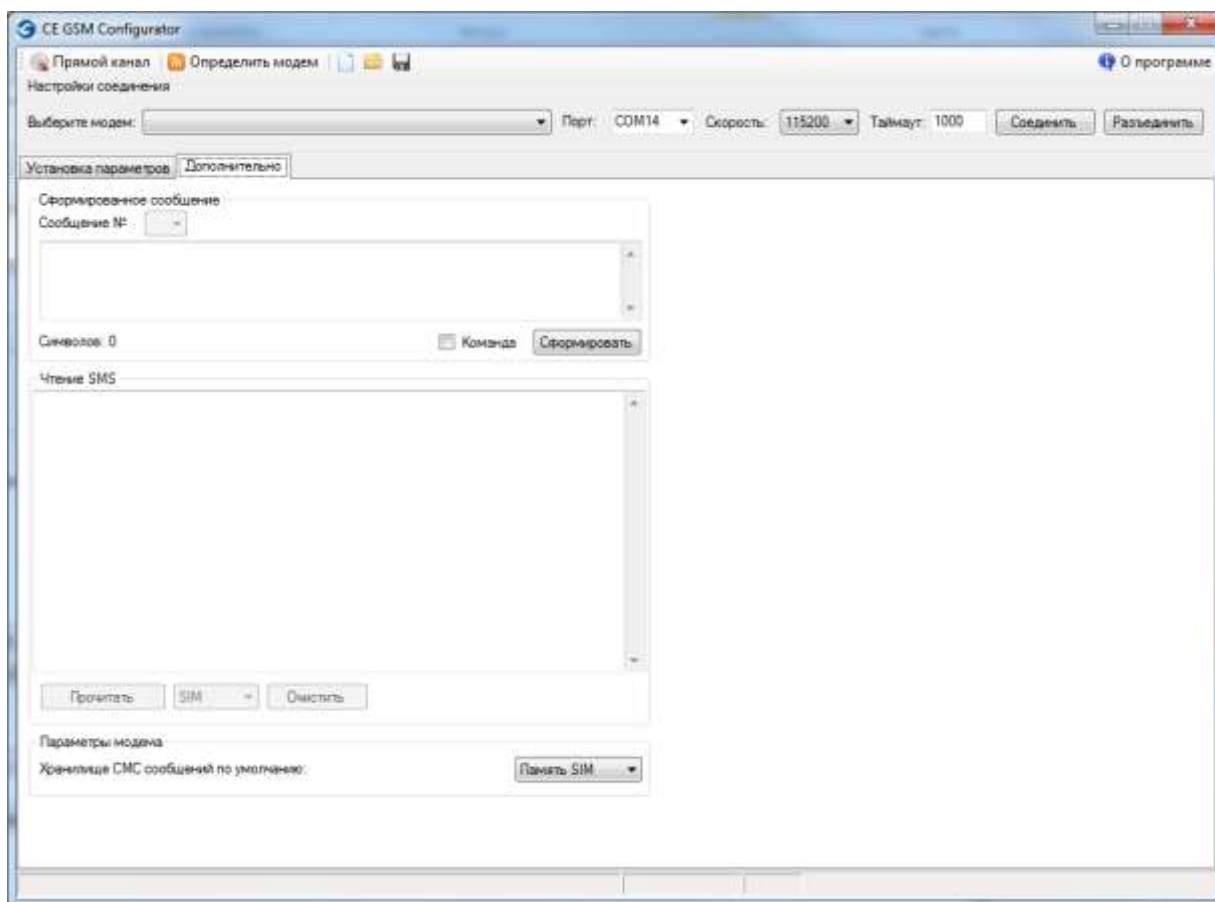 CE GSM Configurator
Прямой канал Определить модем О программе
Настройки соединения
Выберите модем: Порт: COM14 Скорость: 115200 Таймаут: 1000 Соединить Разъединить
Установка параметров Дополнительно
Сформированное сообщение
Сообщение №
Символов: 0 Команда Сформировать
Чтение SMS
Прочитать SIM Очистить
Параметры модема
Хранилище СМС сообщений по умолчанию: Память SIM